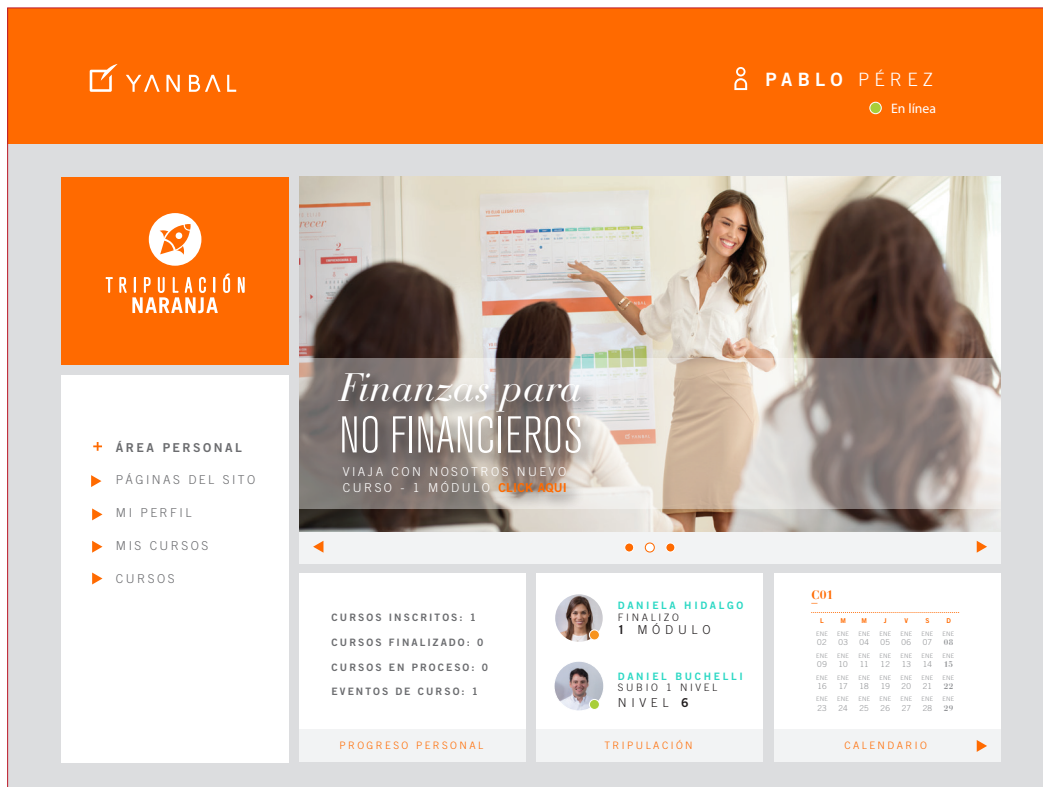 YANBAL
PABLO PÉREZ
En línea
TRIPULACIÓN
NARANJA
+ ÁREA PERSONAL
PÁGINAS DEL SITO
MI PERFIL
MIS CURSOS
CURSOS
Finanzas para
NO FINANCIEROS
VIAJA CON NOSOTROS NUEVO
CURSO - 1 MÓDULO CLICK AQUI
CURSOS INSCRITOS: 1
CURSOS FINALIZADO: 0
CURSOS EN PROCESO: 0
EVENTOS DE CURSO: 1
PROGRESO PERSONAL
DANIELA HIDALGO
FINALIZO
1 MÓDULO
DANIEL BUCHELLI
SUBIO 1 NIVEL
NIVEL 6
TRIPULACIÓN
C01
L M M J V S D
ENE ENE ENE ENE ENE ENE ENE
02 03 04 05 06 07 08
ENE ENE ENE ENE ENE ENE ENE
09 10 11 12 13 14 15
ENE ENE ENE ENE ENE ENE ENE
16 17 18 19 20 21 22
ENE ENE ENE ENE ENE ENE ENE
23 24 25 26 27 28 29
CALENDARIO